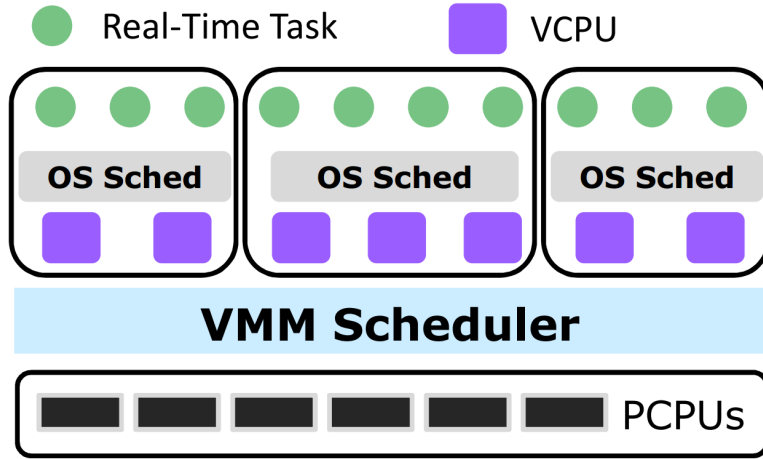 Real-Time Task
VCPU
OS Sched
OS Sched
OS Sched
VMM Scheduler
PCPUs